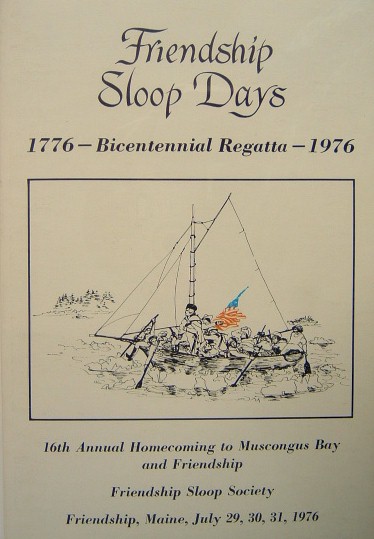 Friendship
Sloop Days
1776 — Bicentennial Regatta — 1976
16th Annual Homecoming to Muscongus Bay
and Friendship
Friendship Sloop Society
Friendship, Maine, July 29, 30, 31, 1976